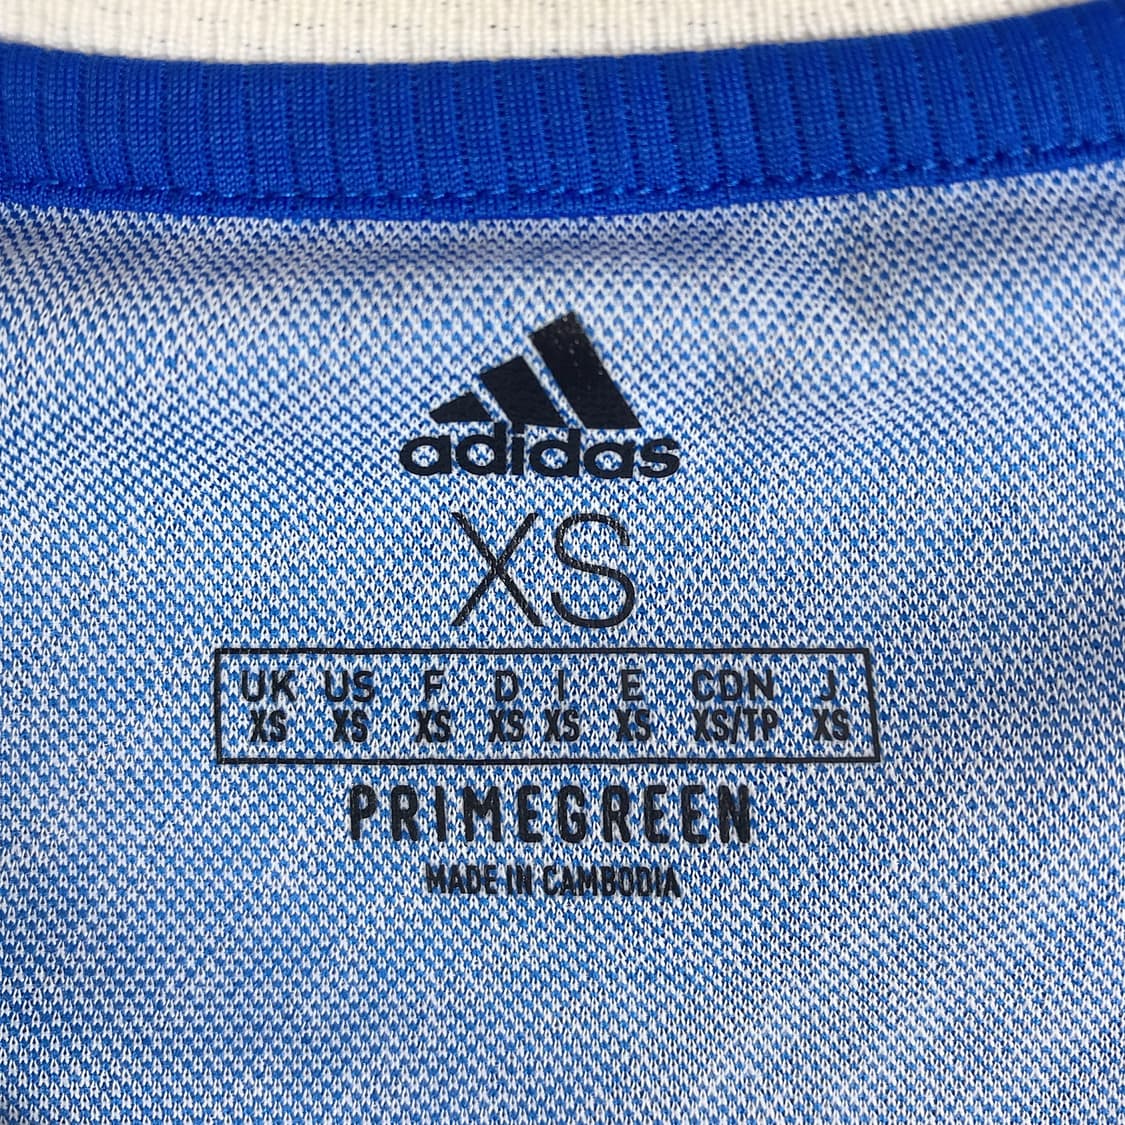 adidas
XS
UK US F D I E CDN J
XS XS XS XS XS XS XS/TP XS
PRIMEGREEN
MADE IN CAMBODIA